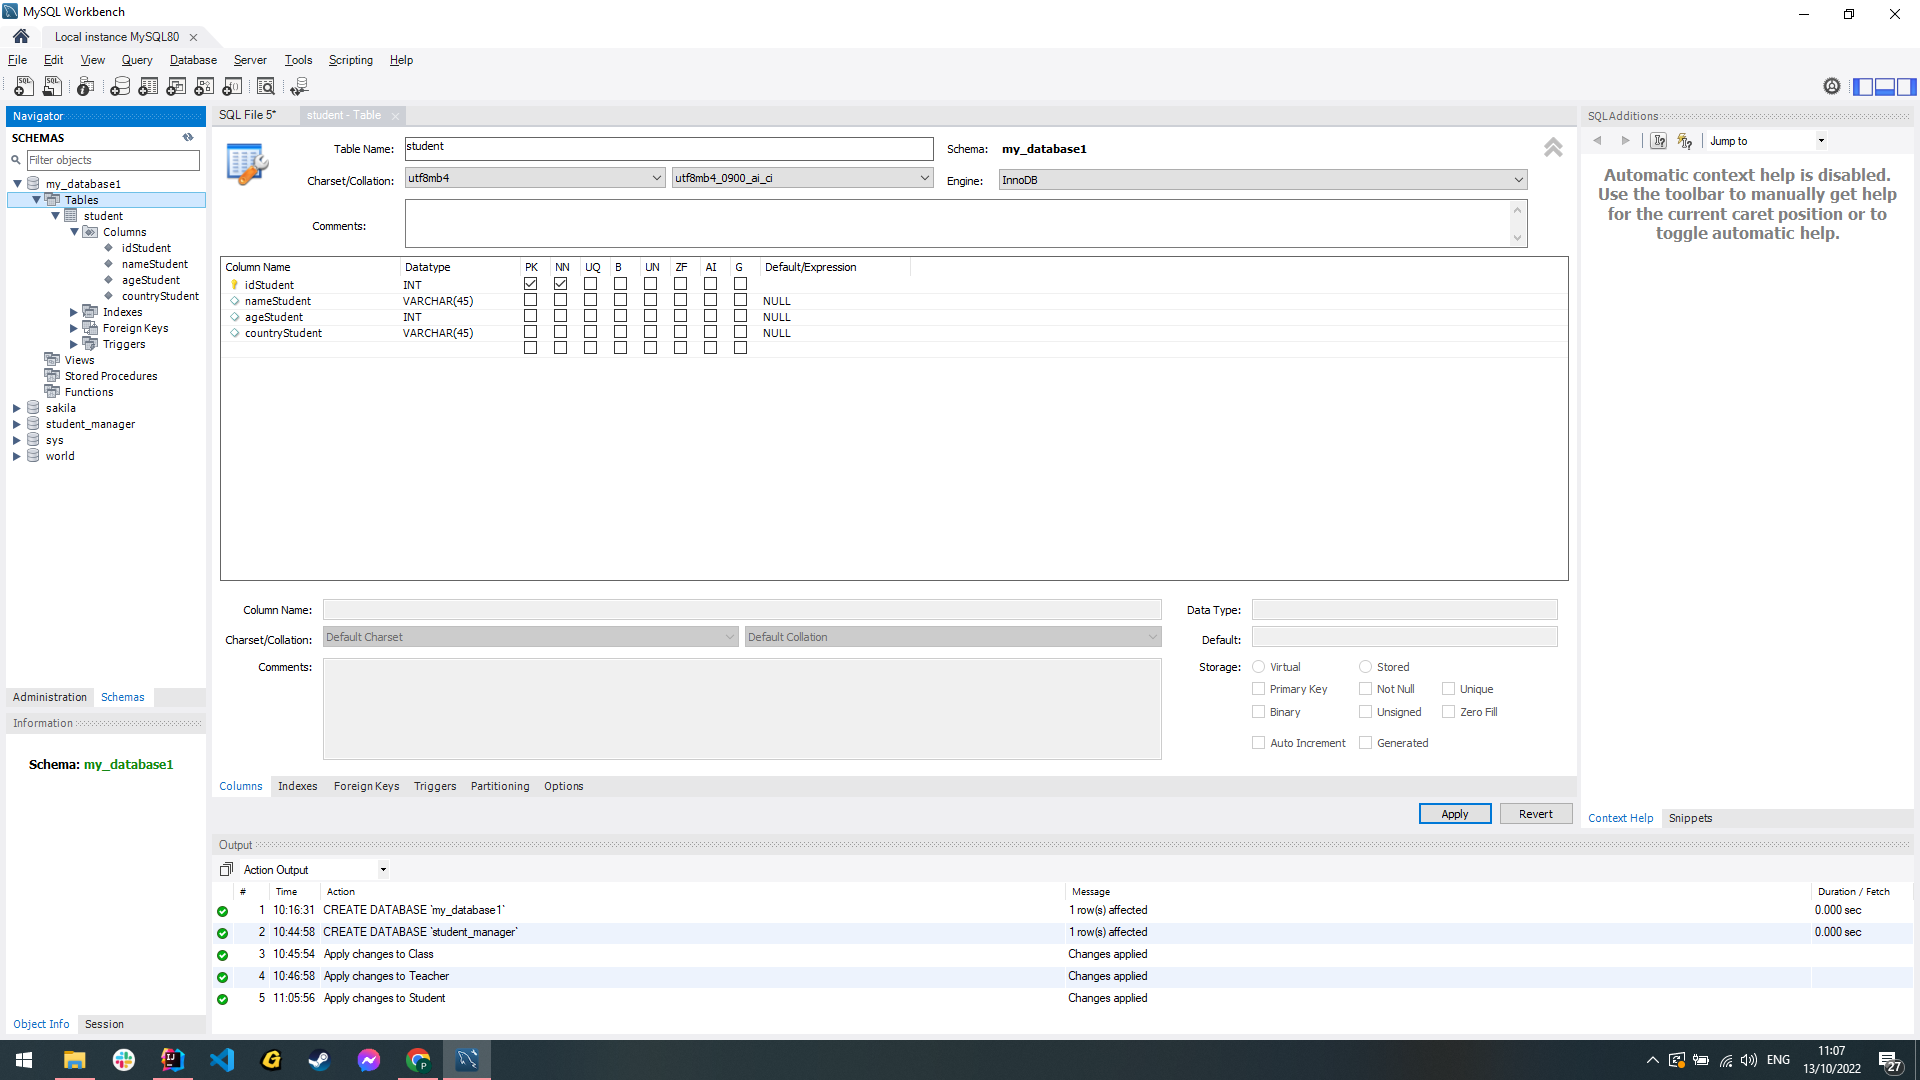 MySQL Workbench
Local instance MySQL80
File Edit View Query Database Server Tools Scripting Help
Navigator
SCHEMAS
Filter objects
my_database1
Tables
student
Columns
idStudent
nameStudent
ageStudent
countryStudent
Indexes
Foreign Keys
Triggers
Views
Stored Procedures
Functions
sakila
student_manager
sys
world
Administration Schemas
Information
Schema: my_database1
Object Info Session
SQL File 5* student - Table
Table Name: student Schema: my_database1
Charset/Collation: utf8mb4 utf8mb4_0900_ai_ci Engine: InnoDB
Comments:
Column Name Datatype PK NN UQ B UN ZF AI G Default/Expression
idStudent INT
nameStudent VARCHAR(45) NULL
ageStudent INT NULL
countryStudent VARCHAR(45) NULL
Column Name: Data Type:
Charset/Collation: Default Charset Default Collation Default:
Comments: Storage: Virtual Stored
Primary Key Not Null Unique
Binary Unsigned Zero Fill
Auto Increment Generated
Columns Indexes Foreign Keys Triggers Partitioning Options
Apply Revert
SQLAdditions
Jump to
Automatic context help is disabled.
Use the toolbar to manually get help
for the current caret position or to
toggle automatic help.
Context Help Snippets
Output
Action Output
# Time Action Message Duration / Fetch
1 10:16:31 CREATE DATABASE `my_database1` 1 row(s) affected 0.000 sec
2 10:44:58 CREATE DATABASE `student_manager` 1 row(s) affected 0.000 sec
3 10:45:54 Apply changes to Class Changes applied
4 10:46:58 Apply changes to Teacher Changes applied
5 11:05:56 Apply changes to Student Changes applied
ENG
11:07
13/10/2022
27